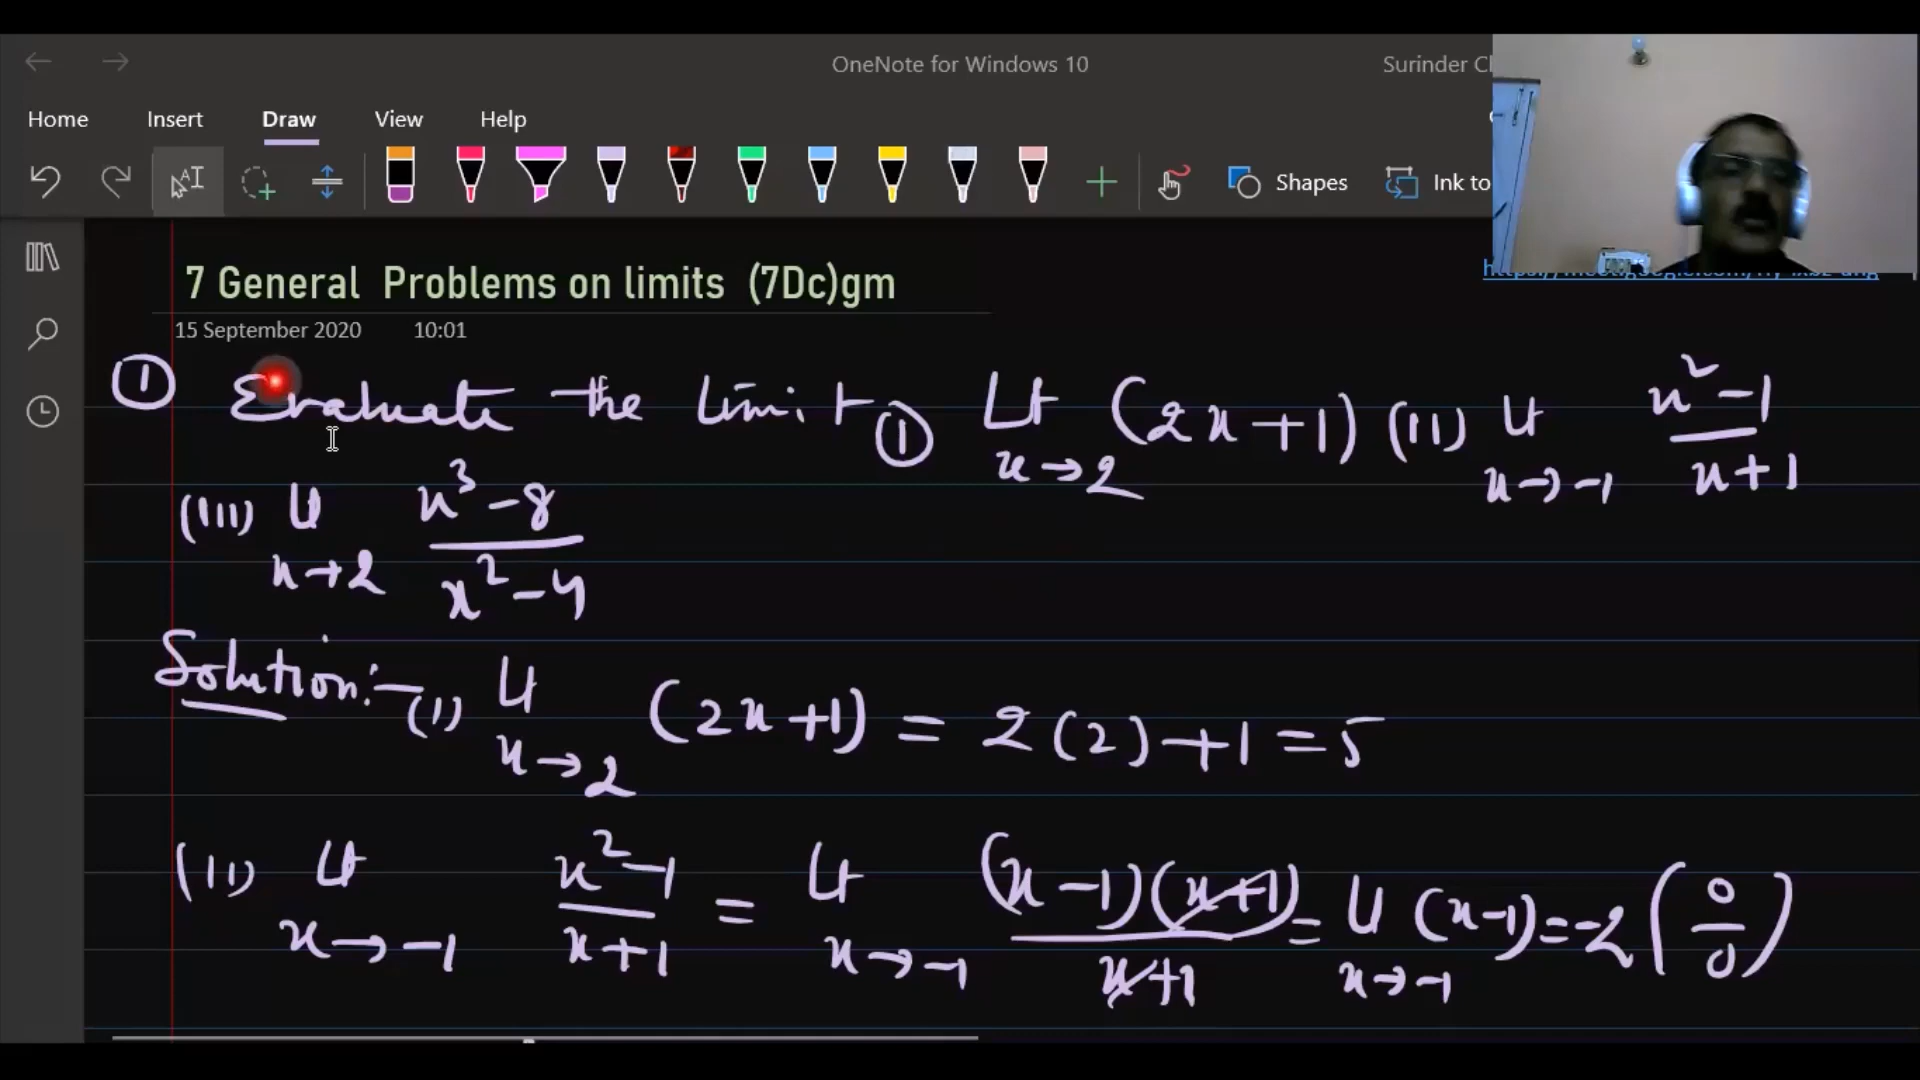 OneNote for Windows 10 Surinder
Home Insert Draw View Help
Shapes Ink to
7 General Problems on limits (7Dc)gm
15 September 2020 10:01
① Evaluate the limit ① Lt (2x+1) (ii) Lt x²-1
x→2 x→-1 x+1
(iii) Lt x³-8
x→2 x²-4
Solution:- (i) Lt (2x+1) = 2(2)+1 = 5
x→2
(ii) Lt x²-1 = Lt (x-1)(x+1) = Lt (x-1) = -2 (0/0)
x→-1 x+1 x→-1 x+1 x→-1